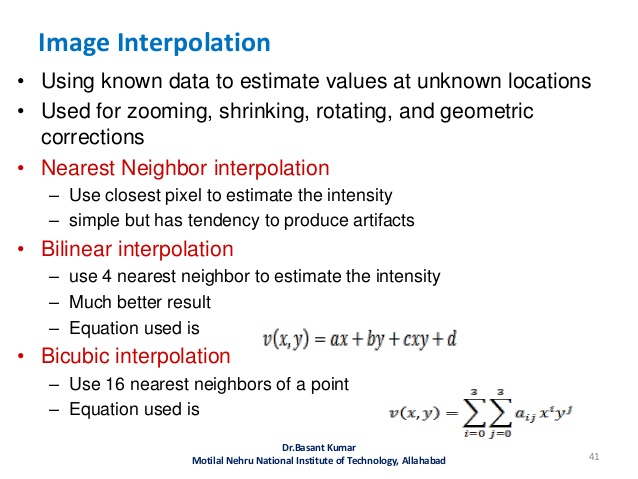 Image Interpolation
• Using known data to estimate values at unknown locations
• Used for zooming, shrinking, rotating, and geometric
corrections
• Nearest Neighbor interpolation
– Use closest pixel to estimate the intensity
– simple but has tendency to produce artifacts
• Bilinear interpolation
– use 4 nearest neighbor to estimate the intensity
– Much better result
– Equation used is v(x,y) = ax + by + cxy + d
• Bicubic interpolation
– Use 16 nearest neighbors of a point
– Equation used is v(x,y) = ∑_{i=0}^{3} ∑_{j=0}^{3} a_{ij} x^i y^j
Dr.Basant Kumar
Motilal Nehru National Institute of Technology, Allahabad
41